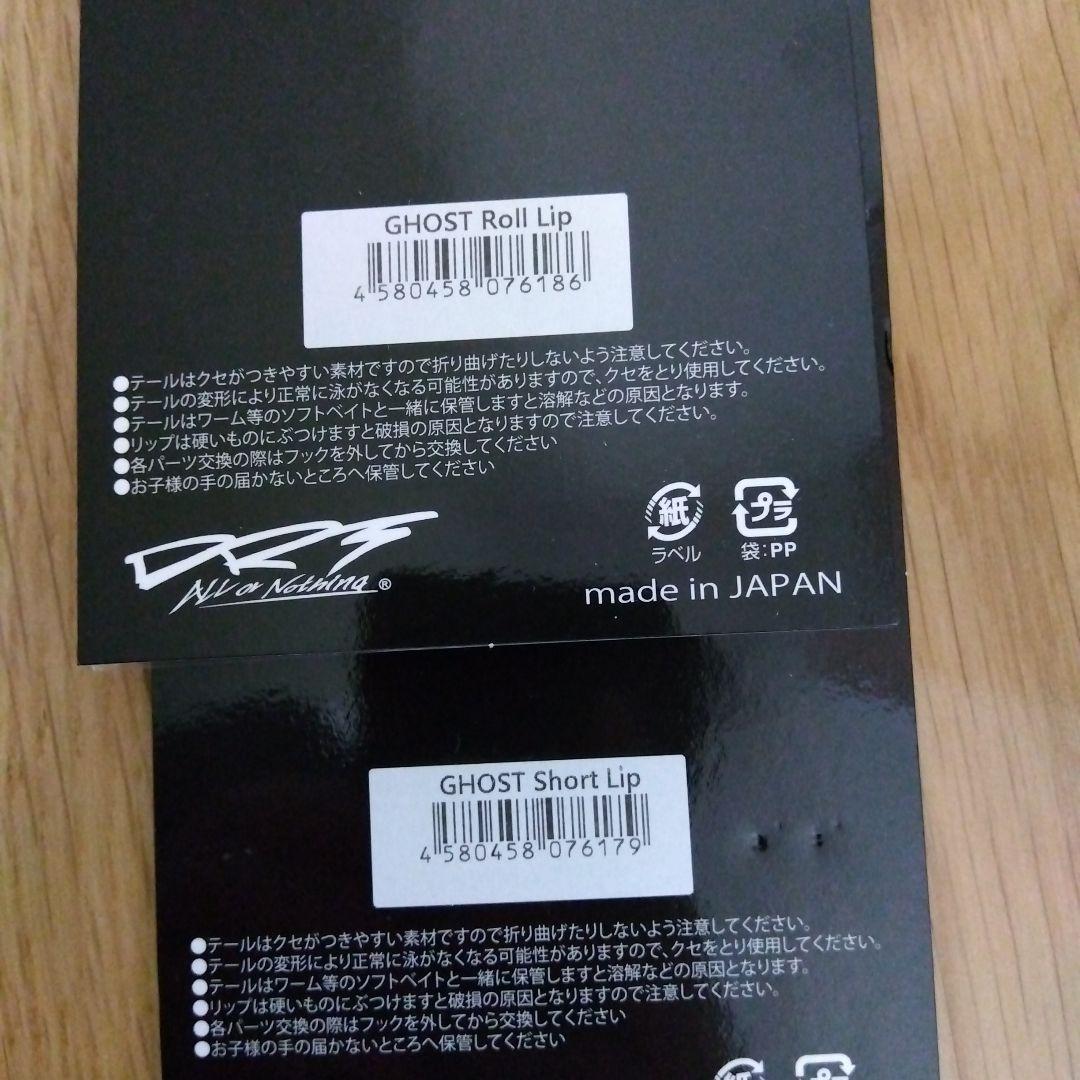 GHOST Roll Lip
4 580458 076186
●テールはクセがつきやすい素材ですので折り曲げたりしないよう注意してください。
●テールの変形により正常に泳がなくなる可能性がありますので、クセをとり使用してください。
●テールはワーム等のソフトベイトと一緒に保管しますと溶解などの原因となります。
●リップは硬いものにぶつけますと破損の原因となりますので注意してください。
●各パーツ交換の際はフックを外してから交換してください
●お子様の手の届かないところへ保管してください
紙
ラベル
プラ
袋:PP
DRT
ALL or Nothing ®
made in JAPAN
GHOST Short Lip
4 580458 076179
●テールはクセがつきやすい素材ですので折り曲げたりしないよう注意してください。
●テールの変形により正常に泳がなくなる可能性がありますので、クセをとり使用してください。
●テールはワーム等のソフトベイトと一緒に保管しますと溶解などの原因となります。
●リップは硬いものにぶつけますと破損の原因となりますので注意してください。
●各パーツ交換の際はフックを外してから交換してください
●お子様の手の届かないところへ保管してください